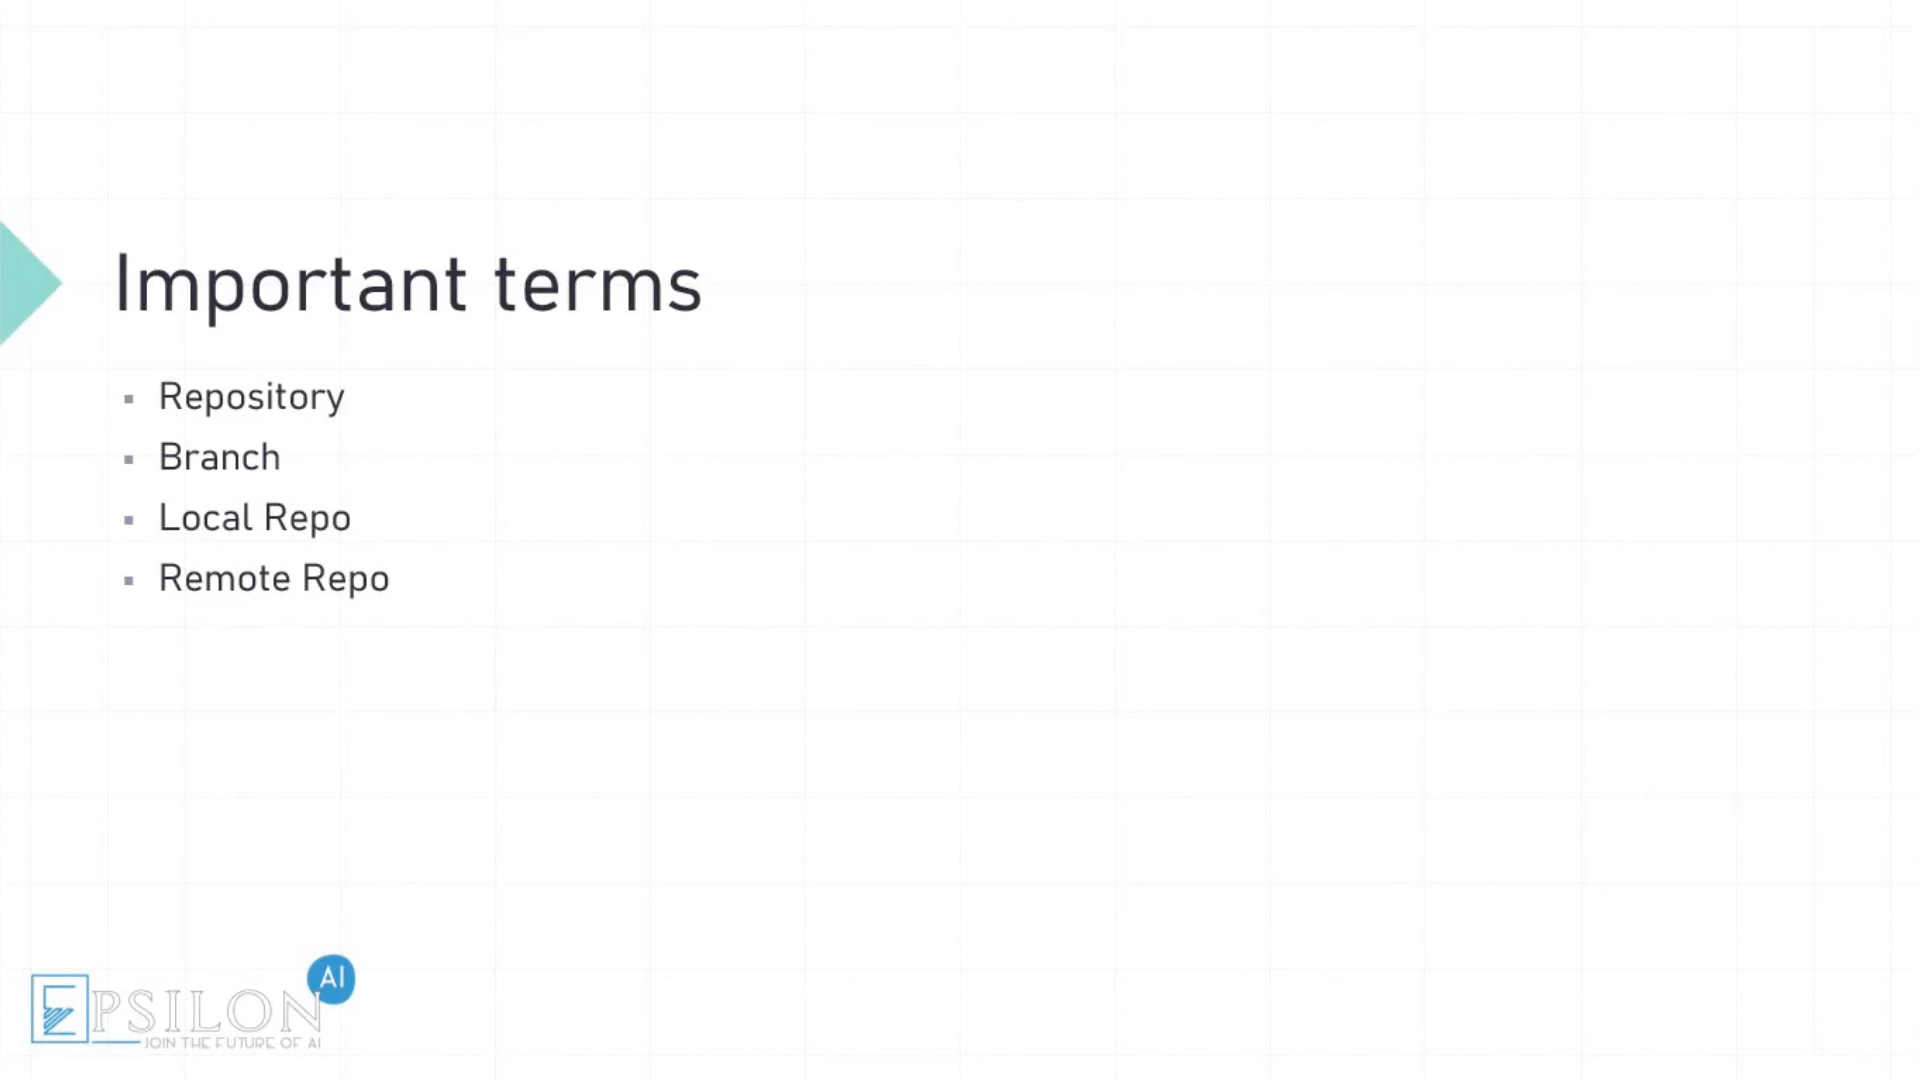 Important terms
Repository
Branch
Local Repo
Remote Repo
AI
EPSILON
JOIN THE FUTURE OF AI